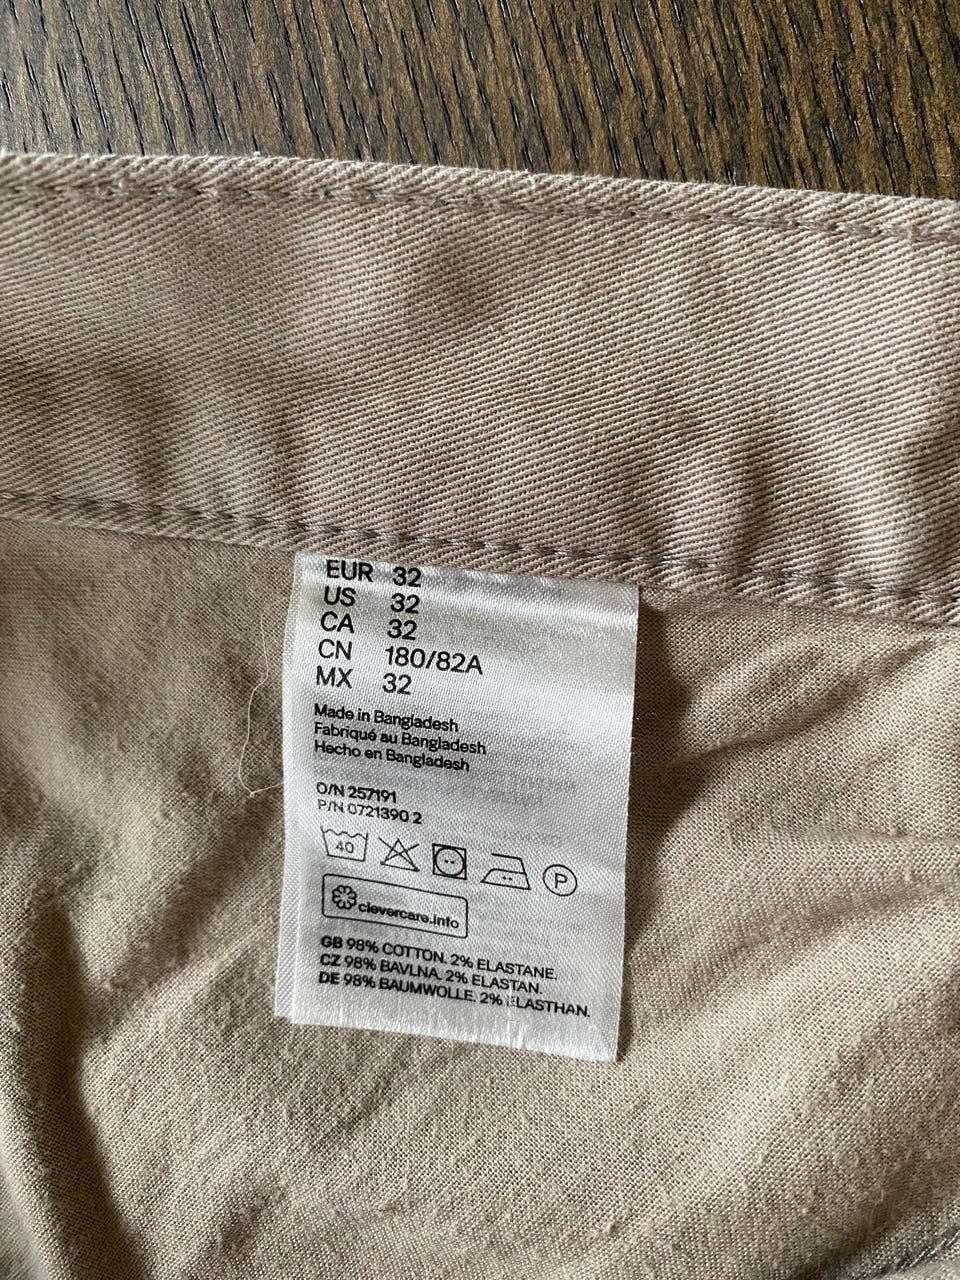 EUR 32
US 32
CA 32
CN 180/82A
MX 32
Made in Bangladesh
Fabriqué au Bangladesh
Hecho en Bangladesh
O/N 257191
P/N 0721390 2
40 P
clevercare.info
GB 98% COTTON. 2% ELASTANE.
CZ 98% BAVLNA. 2% ELASTAN.
DE 98% BAUMWOLLE. 2% ELASTHAN.